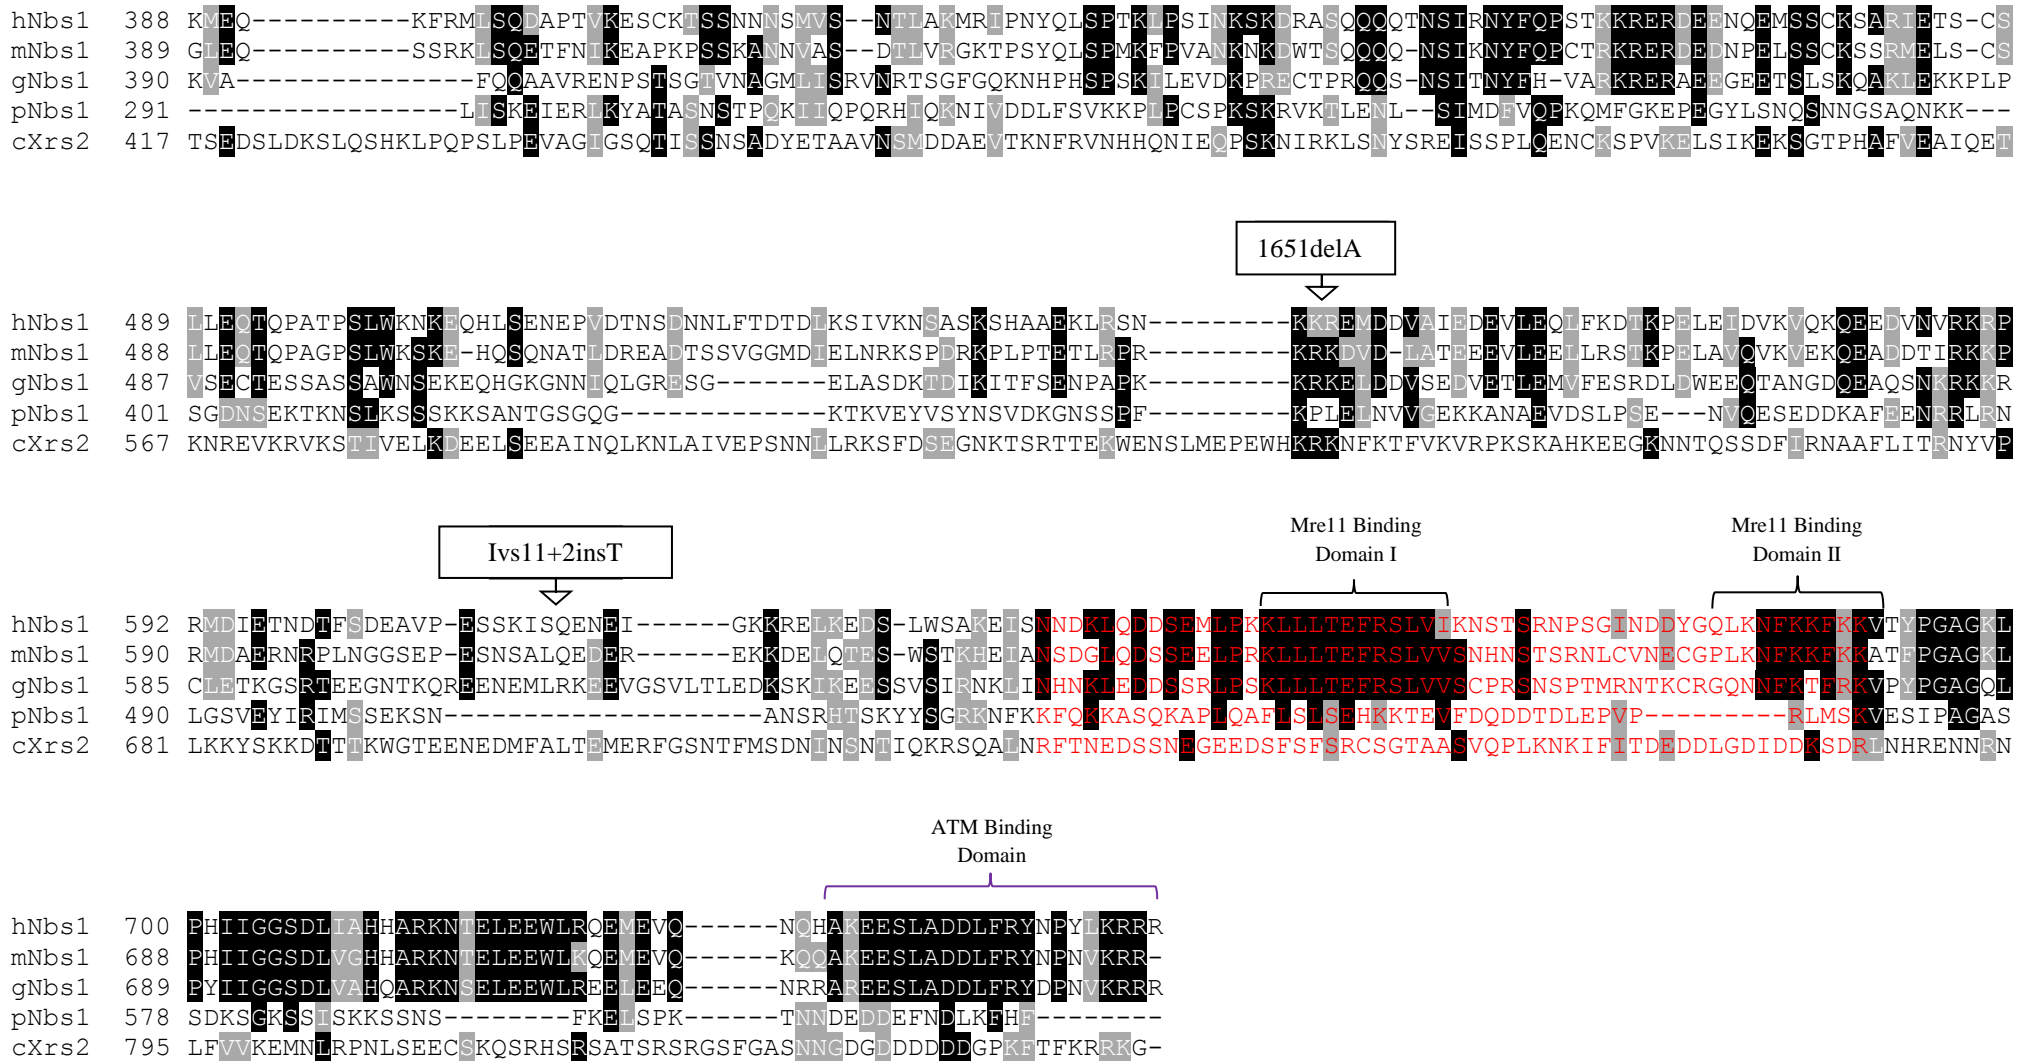 hNbs1 388 KMEQ----------KFRMLSQDAPTVKESCKTSSNNNSMVS--NTLAKMRIPNYQLSPTKLPSINKSKDRASQQQQTNSIRNYFQPSTKKRERDEENQEMSSCKSARIETS-CS
mNbs1 389 GLEQ----------SSRKLSQETFNIKEAPKPSSKANNVAS--DTLVRGKTPSYQLSPMKFPVANKNKDWTSQQQQ-NSIKNYFQPCTRKRERDEDNPELSSCKSSRMELS-CS
gNbs1 390 KVA---------------FQQAAVRENPSTSGTVNAGMLISRVNRTSGFGQKNHPHSPSKILEVDKPRECTPRQQS-NSITNYFH-VARKRERAEEGEETSLSKQAKLEKKPLP
pNbs1 291 -----------------LISKEIERLKYATASNSTPQKIIQPQRHIQKNIVDDLFSVKKPLPCSPKSKRVKTLENL--SIMDFVQPKQMFGKEPEGYLSNQSNNGSAQNKK---
cXrs2 417 TSEDSLDKSLQSHKLPQPSLPEVAGIGSQTISSNSADYETAAVNSMDDAEVTKNFRVNHHQNIEQPSKNIRKLSNYSREISSPLQENCKSPVKELSIKEKSGTPHAFVEAIQET
1651delA
hNbs1 489 LLEQTQPATPSLWKNKEQHLSENEPVDTNSDNNLFTDTDLKSIVKNSASKSHAAEKLRSN---------KKREMDDVAIEDEVLEQLFKDTKPELEIDVKVQKQEEDVNVRKRP
mNbs1 488 LLEQTQPAGPSLWKSKE-HQSQNATLDREADTSSVGGMDIELNRKSPDRKPLPTETLRPR---------KRKDVD-LATEEEVLEELLRSTKPELAVQVKVEKQEADDTIRKKP
gNbs1 487 VSECTESSASSAWNSEKEQHGKGNNIQLGRESG-------ELASDKTDIKITFSENPAPK---------KRKELDDVSEDVETLEMVFESRDLDWEEQTANGDQEAQSNKRKKR
pNbs1 401 SGDNSEKTKNSLKSSSKKSANTGSGQG-------------KTKVEYVSYNSVDKGNSSPF---------KPLELNVVGEKKANAEVDSLPSE---NVQESEDDKAFEENRRLRN
cXrs2 567 KNREVKRVKSTIVELKDEELSEEAINQLKNLAIVEPSNNLLRKSFDSEGNKTSRTTEKWENSLMEPEWHKRKNFKTFVKVRPKSKAHKEEGKNNTQSSDFIRNAAFLITRNYVP
Ivs11+2insT
Mre11 Binding
Domain I
Mre11 Binding
Domain II
hNbs1 592 RMDIETNDTFSDEAVP-ESSKISQENEI------GKKRELKEDS-LWSAKEISNNDKLQDDSEMLPKKLLLTEFRSLVIKNSTSRNPSGINDDYGQLKNFKKFKKVTYPGAGKL
mNbs1 590 RMDAERNRPLNGGSEP-ESNSALQEDER------EKKDELQTES-WSTKHEIANSDGLQDSSEELPRKLLLTEFRSLVVSNHNSTSRNLCVNECGPLKNFKKFKKATFPGAGKL
gNbs1 585 CLETKGSRTEEGNTKQREENEMLRKEEVGSVLTLEDKSKIKEESSVSIRNKLINHNKLEDDSSRLPSKLLLTEFRSLVVSCPRSNSPTMRNTKCRGQNNFKTFRKVPYPGAGQL
pNbs1 490 LGSVEYIRIMSSEKSN--------------------ANSRHTSKYYSGRKNFKKFQKKASQKAPLQAFLSLSEHKKTEVFDQDDTDLEPVP---------RLMSKVESIPAGAS
cXrs2 681 LKKYSKKDTTTKWGTEENEDMFALTEMERFGSNTFMSDNINSNTIQKRSQALNRFTNEDSSNEGEEDSFSFSRCSGTAASVQPLKNKIFITDEDDLGDIDDKSDRLNHRENNRN
ATM Binding
Domain
hNbs1 700 PHIIGGSDLIAHHARKNTELEEWLRQEMEVQ------NQHAKEESLADDLFRYNPYLKRRR
mNbs1 688 PHIIGGSDLVGHHARKNTELEEWLKQEMEVQ------KQQAKEESLADDLFRYNPNVKRR-
gNbs1 689 PYIIGGSDLVAHQARKNSELEEWLREELEEQ------NRRAREESLADDLFRYDPNVKRRR
pNbs1 578 SDKSGKSSISKKSSNS--------FKELSPK------TNNDEDDEFNDLKFHF--------
cXrs2 795 LFVVKEMNLRPNLSEECSKQSRHSRSATSRSRGSFGASNNGDGDDDDDDGPKFTFKRRKG-